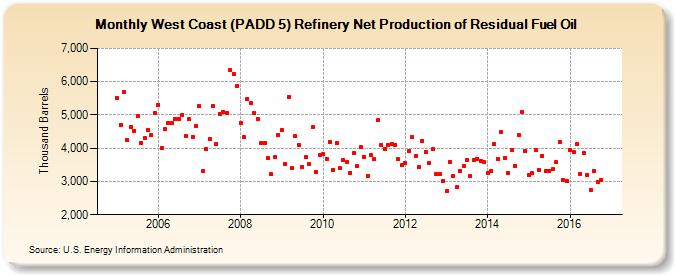 Monthly West Coast (PADD 5) Refinery Net Production of Residual Fuel Oil
Thousand Barrels
7,000
6,000
5,000
4,000
3,000
2,000
2006 2008 2010 2012 2014 2016
Source: U.S. Energy Information Administration